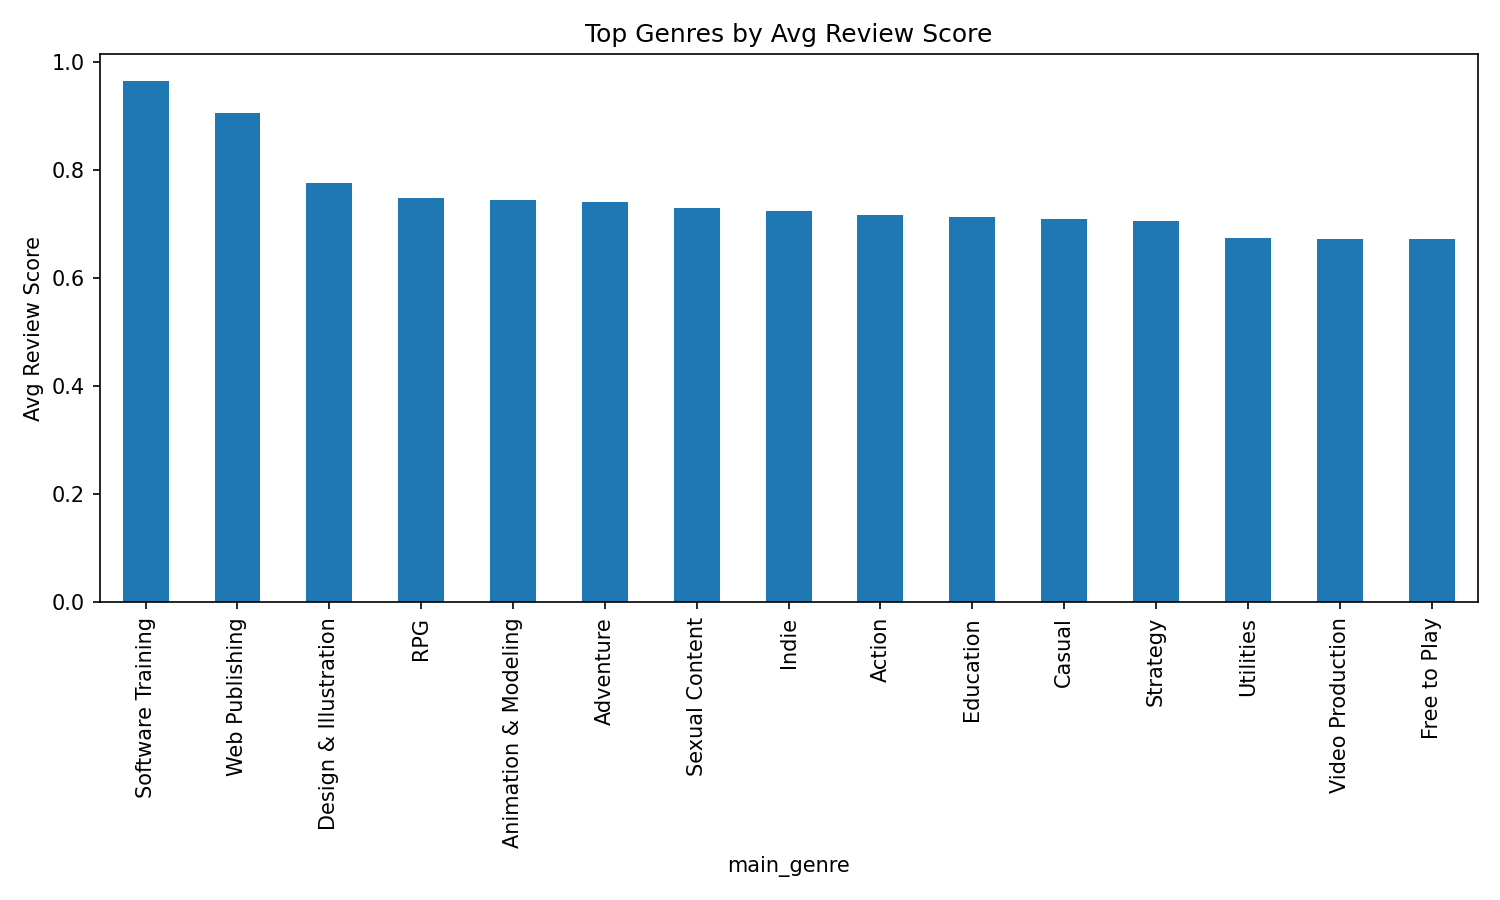 Top Genres by Avg Review Score
Avg Review Score
1.0
0.8
0.6
0.4
0.2
0.0
Software Training
Web Publishing
Design & Illustration
RPG
Animation & Modeling
Adventure
Sexual Content
Indie
Action
Education
Casual
Strategy
Utilities
Video Production
Free to Play
main_genre